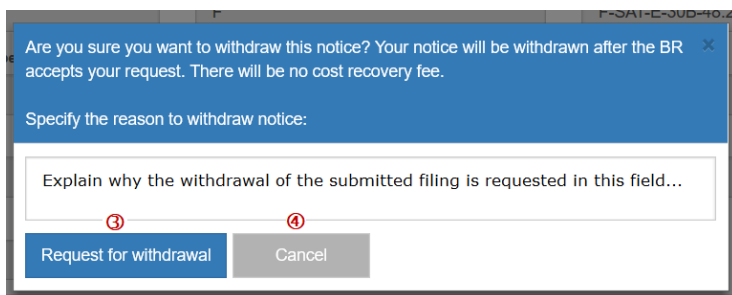 F
F-SAT-E-30B-48.2
Are you sure you want to withdraw this notice? Your notice will be withdrawn after the BR ×
accepts your request. There will be no cost recovery fee.
Specify the reason to withdraw notice:
Explain why the withdrawal of the submitted filing is requested in this field...
③ ④
Request for withdrawal Cancel